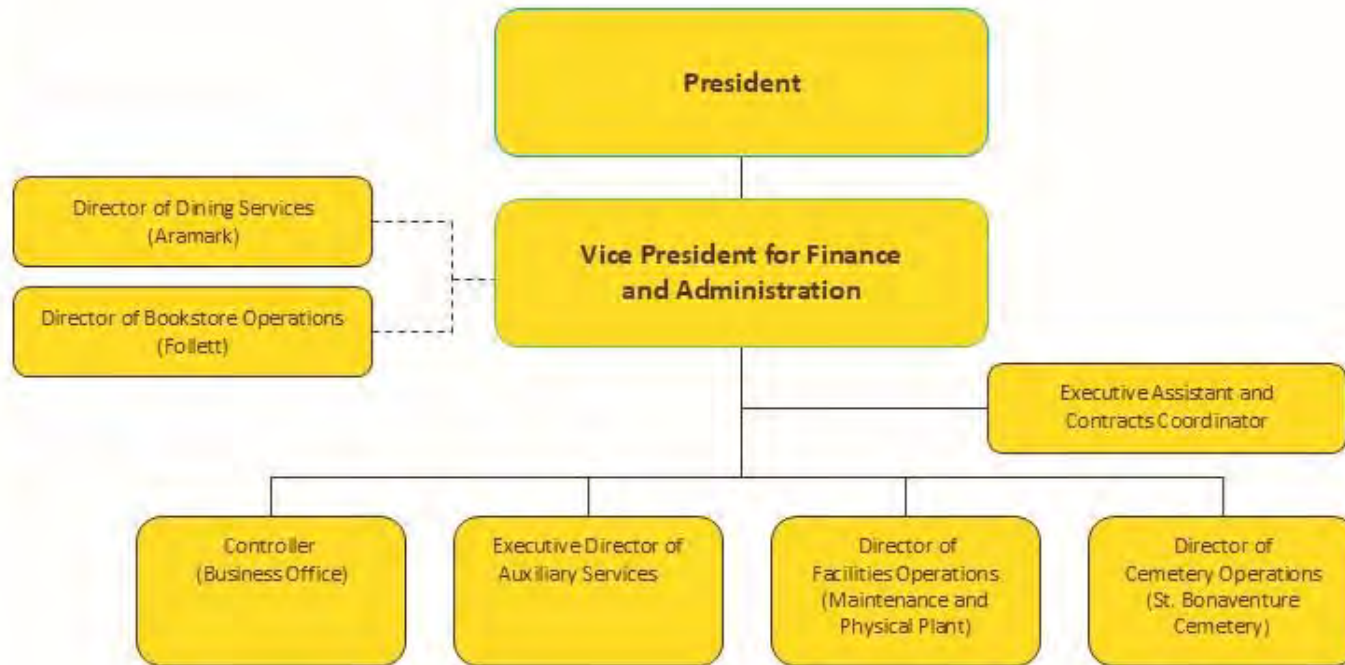 President
Director of Dining Services
(Aramark)
Vice President for Finance
and Administration
Director of Bookstore Operations
(Follett)
Executive Assistant and
Contracts Coordinator
Controller
(Business Office)
Executive Director of
Auxiliary Services
Director of
Facilities Operations
(Maintenance and
Physical Plant)
Director of
Cemetery Operations
(St. Bonaventure
Cemetery)